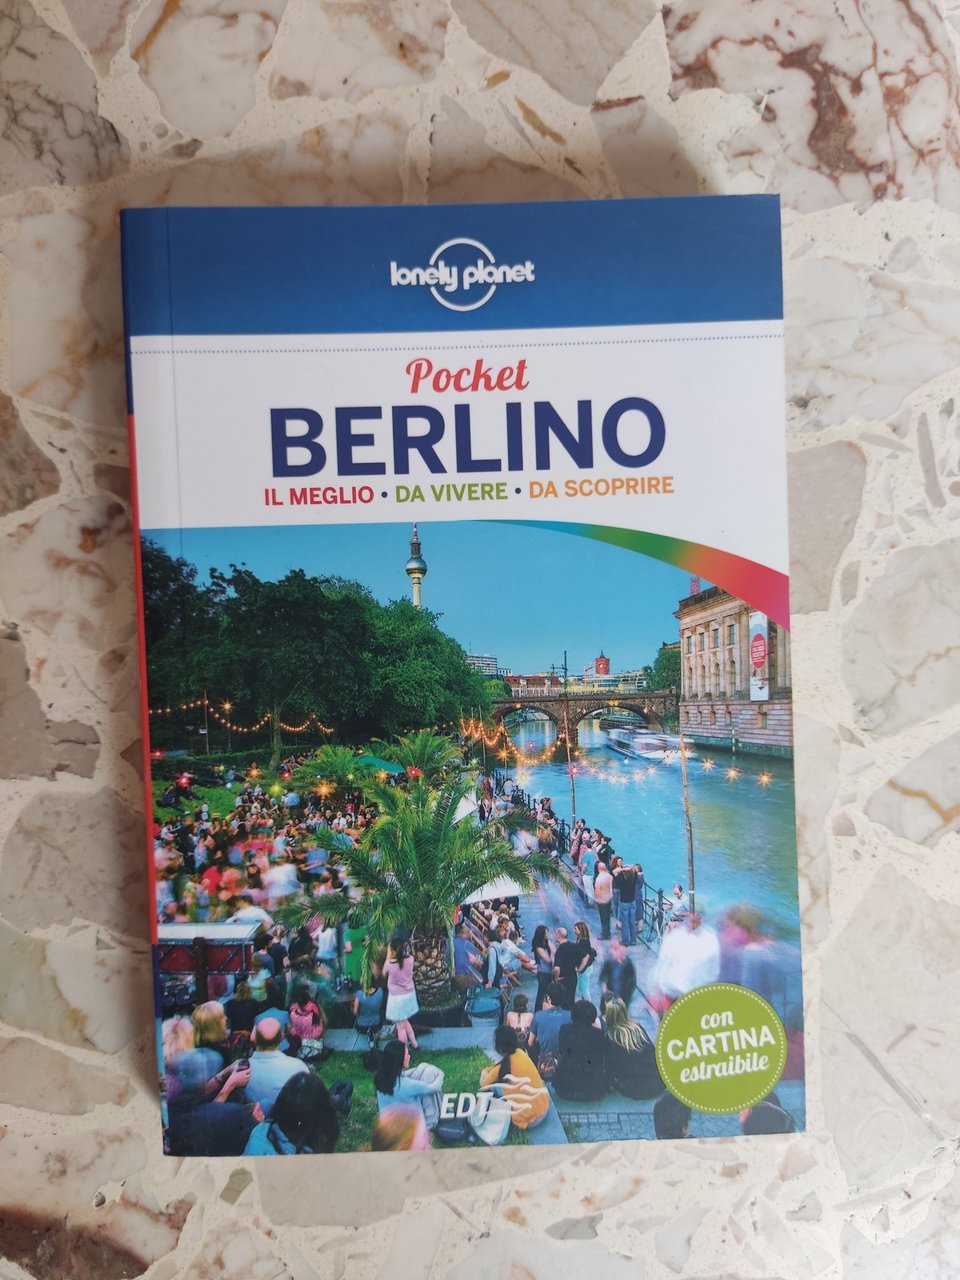 lonely planet
Pocket
BERLINO
IL MEGLIO • DA VIVERE • DA SCOPRIRE
con
CARTINA
estraibile
EDT